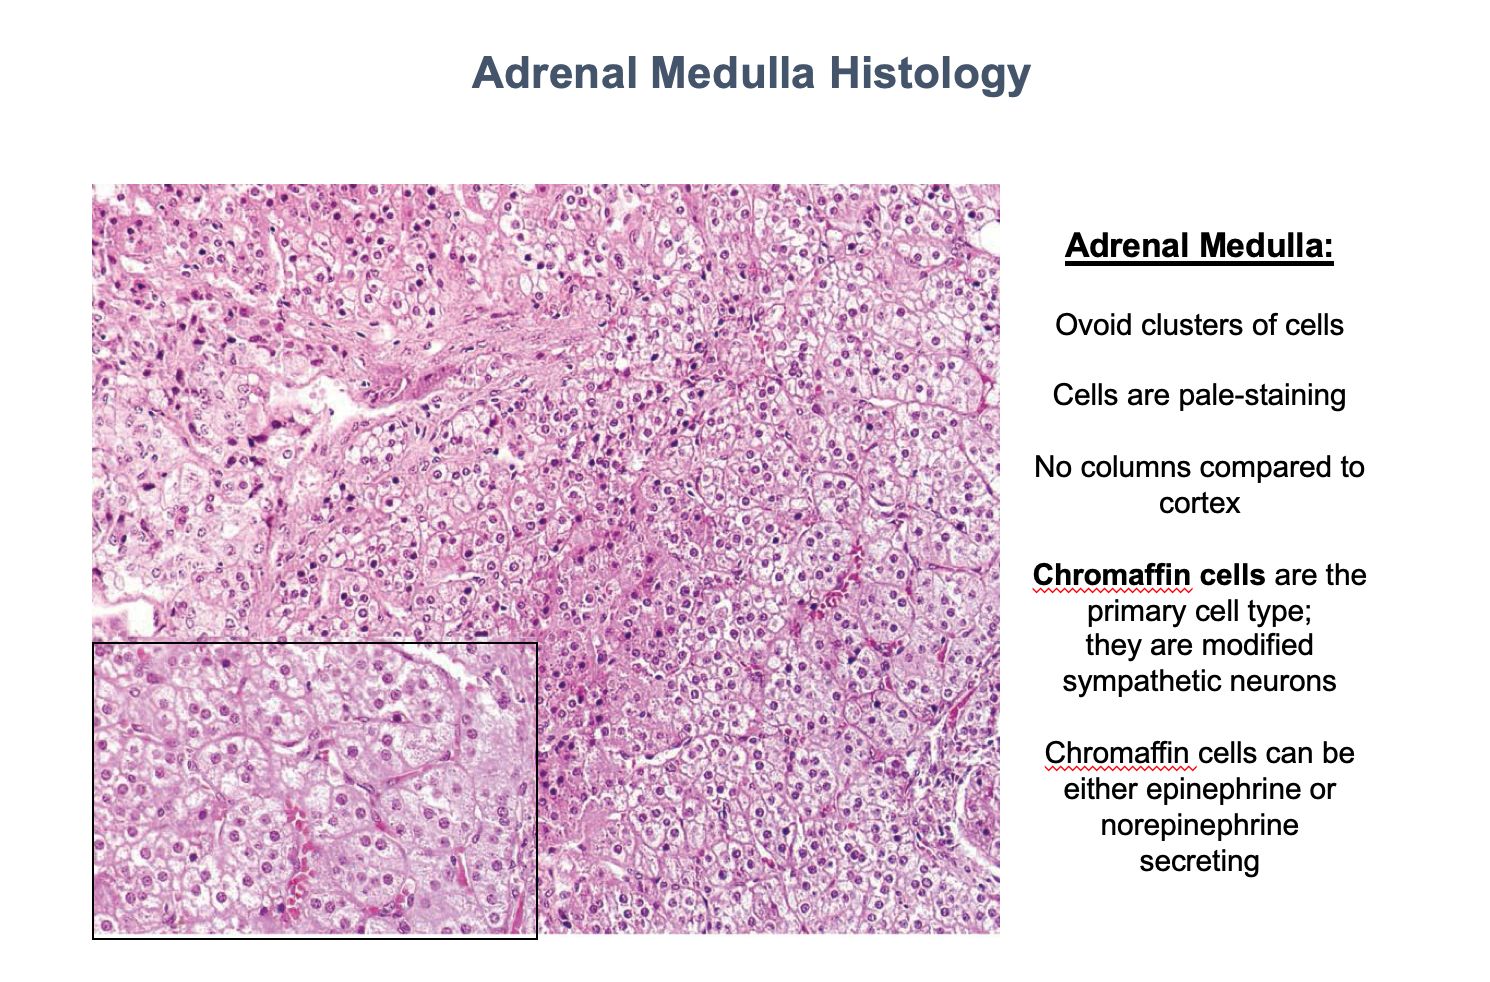 Adrenal Medulla Histology
Adrenal Medulla:
Ovoid clusters of cells
Cells are pale-staining
No columns compared to
cortex
Chromaffin cells are the
primary cell type;
they are modified
sympathetic neurons
Chromaffin cells can be
either epinephrine or
norepinephrine
secreting